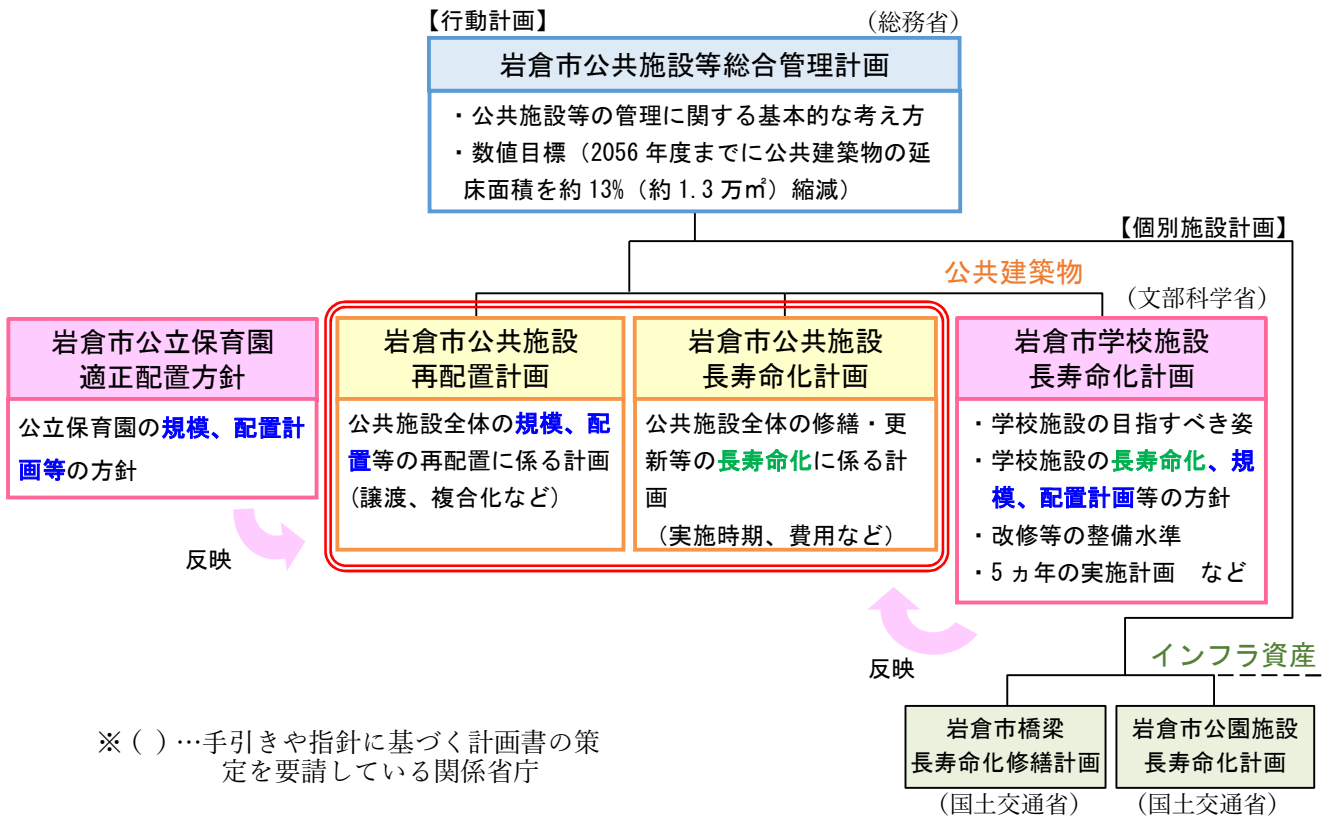 【行動計画】
（総務省）
岩倉市公共施設等総合管理計画
・公共施設等の管理に関する基本的な考え方
・数値目標（2056 年度までに公共建築物の延
床面積を約 13%（約 1.3 万㎡）縮減）
【個別施設計画】
公共建築物
（文部科学省）
岩倉市公立保育園
適正配置方針
公立保育園の規模、配置計
画等の方針
反映
岩倉市公共施設
再配置計画
公共施設全体の規模、配
置等の再配置に係る計画
（譲渡、複合化など）
岩倉市公共施設
長寿命化計画
公共施設全体の修繕・更
新等の長寿命化に係る計
画
（実施時期、費用など）
岩倉市学校施設
長寿命化計画
・学校施設の目指すべき姿
・学校施設の長寿命化、規
模、配置計画等の方針
・改修等の整備水準
・5 ヵ年の実施計画　など
反映
インフラ資産
岩倉市橋梁
長寿命化修繕計画
（国土交通省）
岩倉市公園施設
長寿命化計画
（国土交通省）
※（ ）…手引きや指針に基づく計画書の策
定を要請している関係省庁